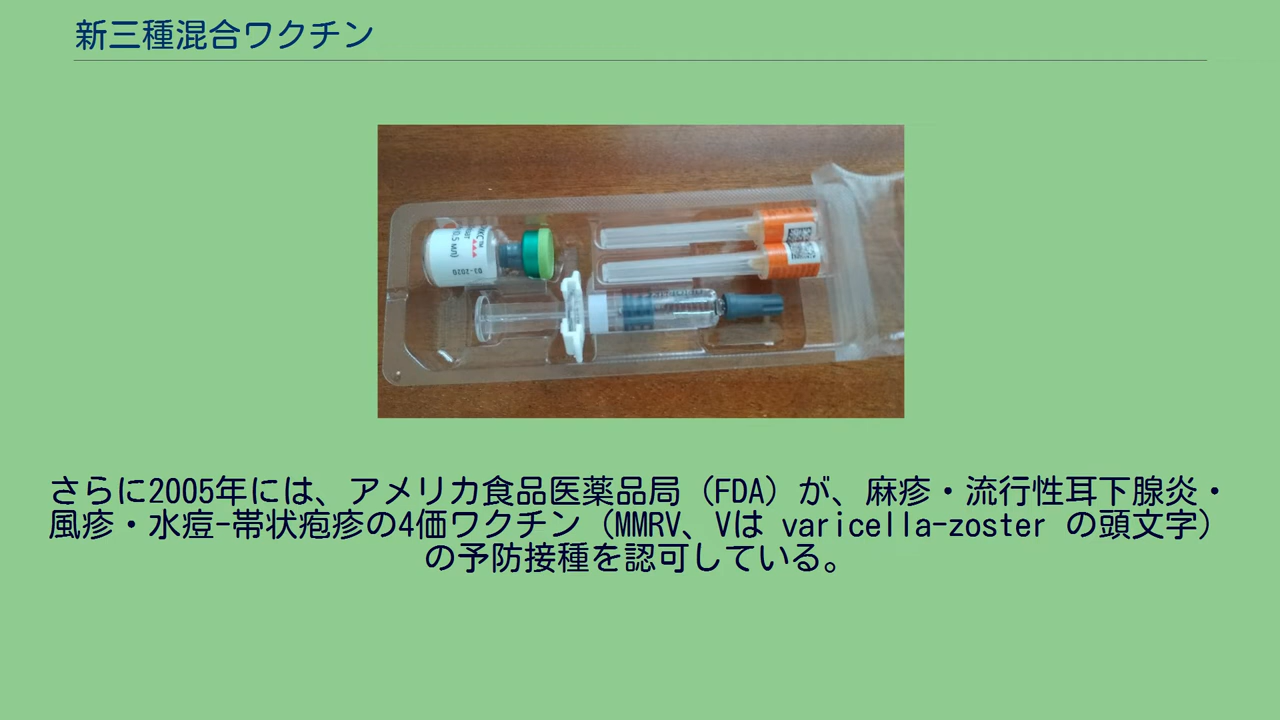 新三種混合ワクチン
03-2020
さらに2005年には、アメリカ食品医薬品局（FDA）が、麻疹・流行性耳下腺炎・
風疹・水痘-帯状疱疹の4価ワクチン（MMRV、Vは varicella-zoster の頭文字）
の予防接種を認可している。